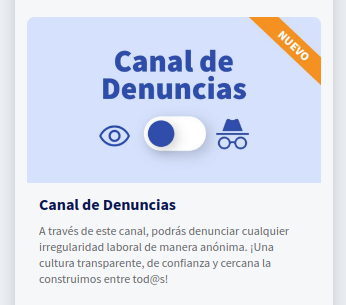 NUEVO
Canal de
Denuncias
Canal de Denuncias
A través de este canal, podrás denunciar cualquier
irregularidad laboral de manera anónima. ¡Una
cultura transparente, de confianza y cercana la
construimos entre tod@s!